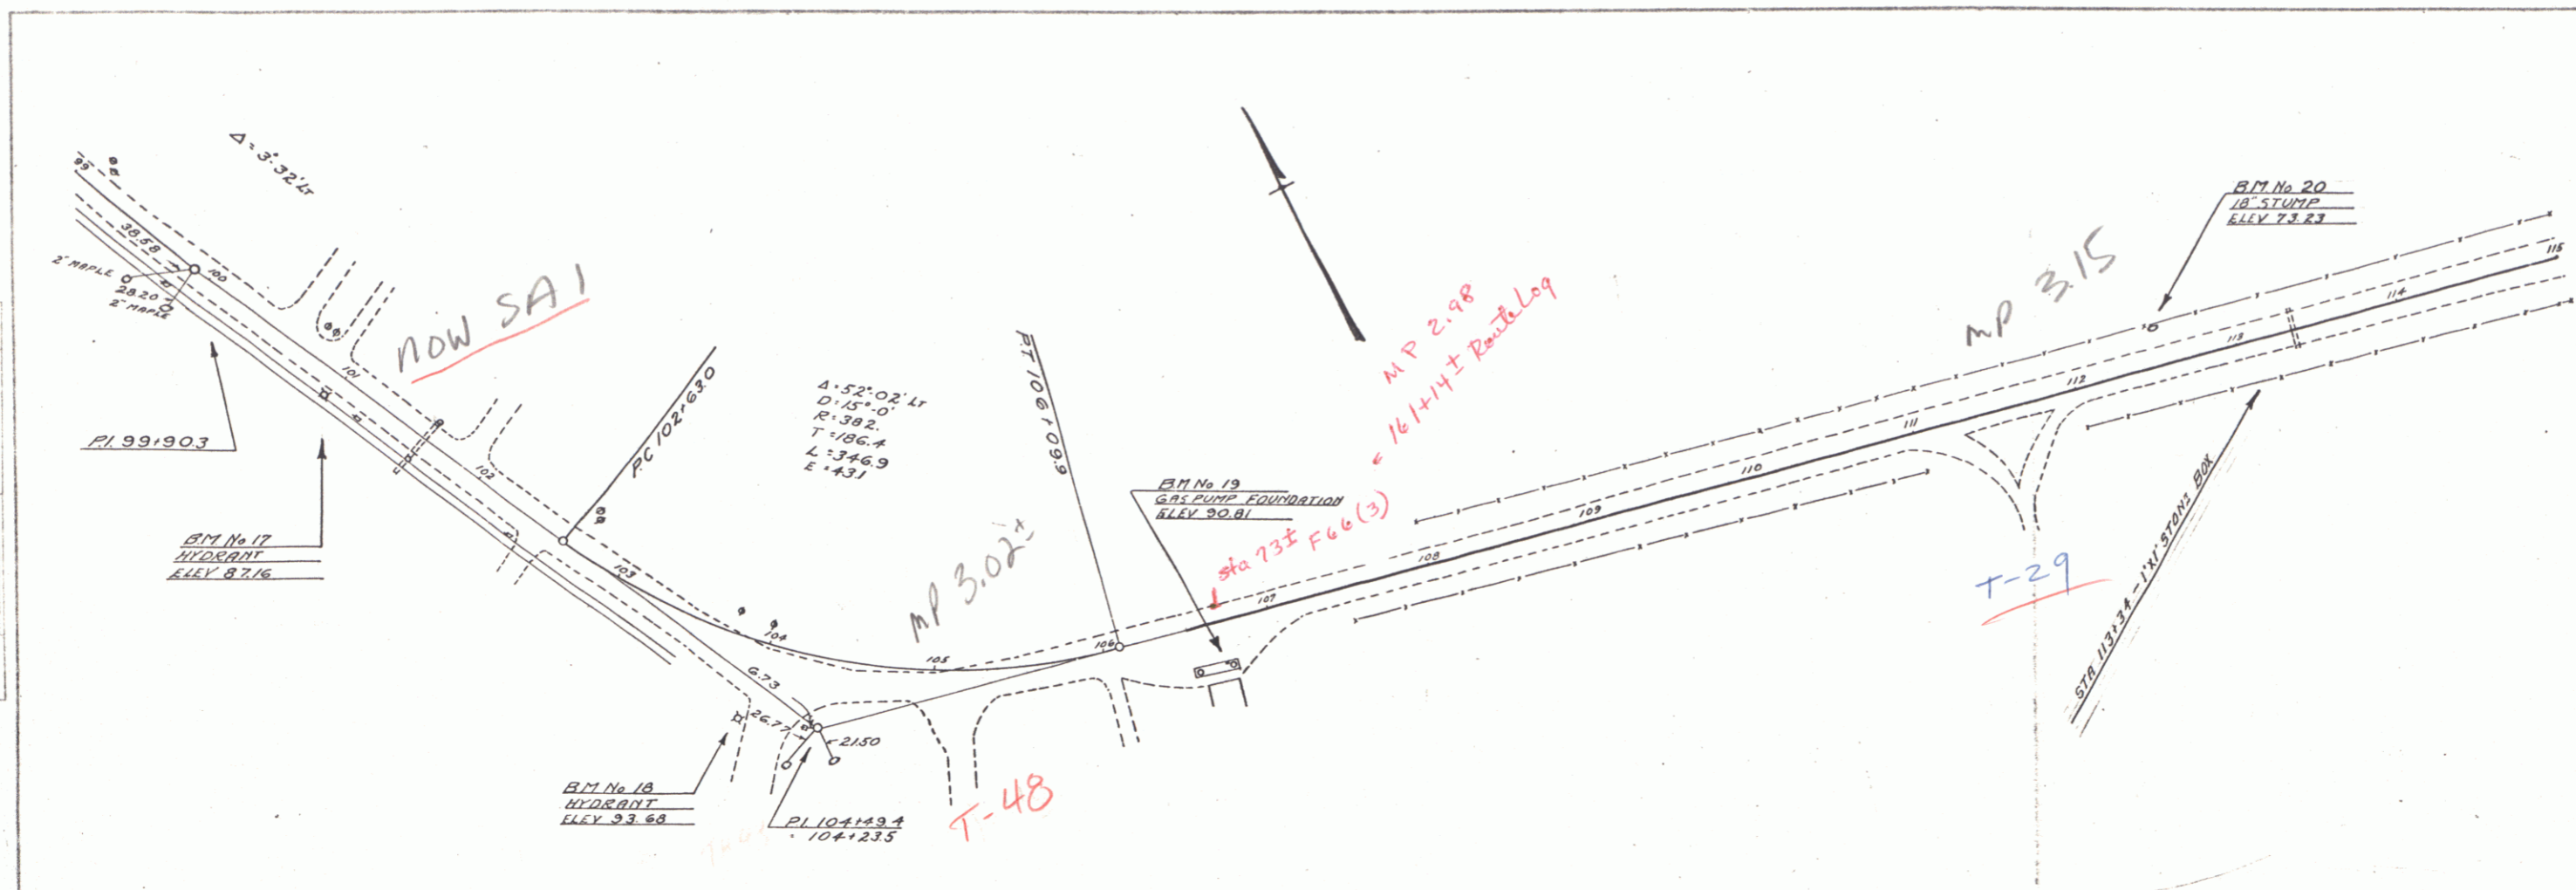 Δ = 3°-32' LT
99
38.58
100
2" MAPLE
28.20
2" MAPLE
P.I. 99+90.3
101
NOW SA 1
B.M. No 17
HYDRANT
ELEV 87.16
102
P.C. 102+63.0
103
Δ = 52°-02' LT
D = 15°-0'
R = 382.
T = 186.4
L = 346.9
E = 43.1
P.T 106+09.9
104
105
106
MP 3.02±
6.73
26.77
21.50
B.M. No 18
HYDRANT
ELEV 93.68
P.I. 104+49.4
= 104+23.5
T-48
B.M. No 19
GAS PUMP FOUNDATION
ELEV 90.81
sta 73± F66(3)
161+14± Route Log
MP 2.98
107
108
109
110
111
112
113
114
115
MP 3.15
B.M. No 20
18" STUMP
ELEV 73.23
T-29
STA 113+34 - 1'X1' STONE BOX